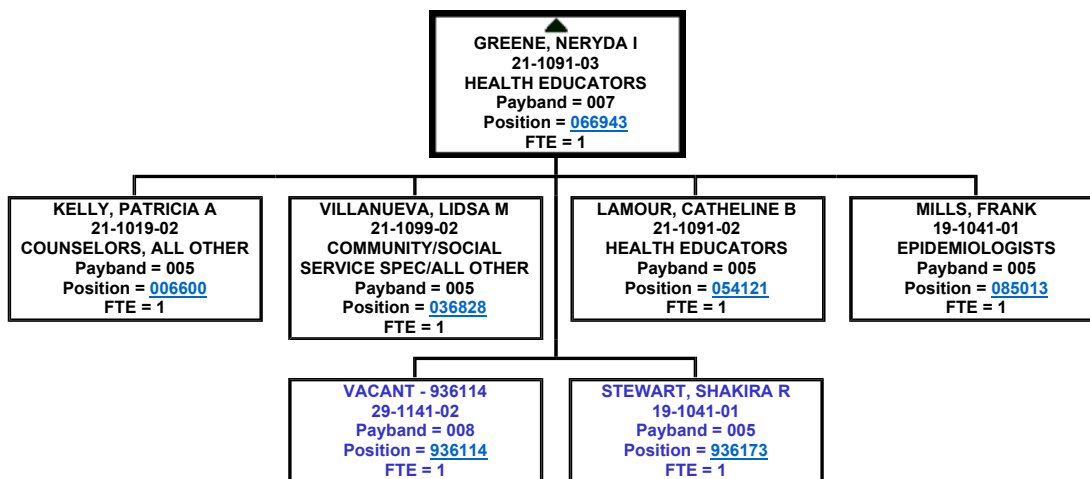 GREENE, NERYDA I
21-1091-03
HEALTH EDUCATORS
Payband = 007
Position = 066943
FTE = 1
KELLY, PATRICIA A
21-1019-02
COUNSELORS, ALL OTHER
Payband = 005
Position = 006600
FTE = 1
VILLANUEVA, LIDSA M
21-1099-02
COMMUNITY/SOCIAL
SERVICE SPEC/ALL OTHER
Payband = 005
Position = 036828
FTE = 1
LAMOUR, CATHELINE B
21-1091-02
HEALTH EDUCATORS
Payband = 005
Position = 054121
FTE = 1
MILLS, FRANK
19-1041-01
EPIDEMIOLOGISTS
Payband = 005
Position = 085013
FTE = 1
VACANT - 936114
29-1141-02
Payband = 008
Position = 936114
FTE = 1
STEWART, SHAKIRA R
19-1041-01
Payband = 005
Position = 936173
FTE = 1